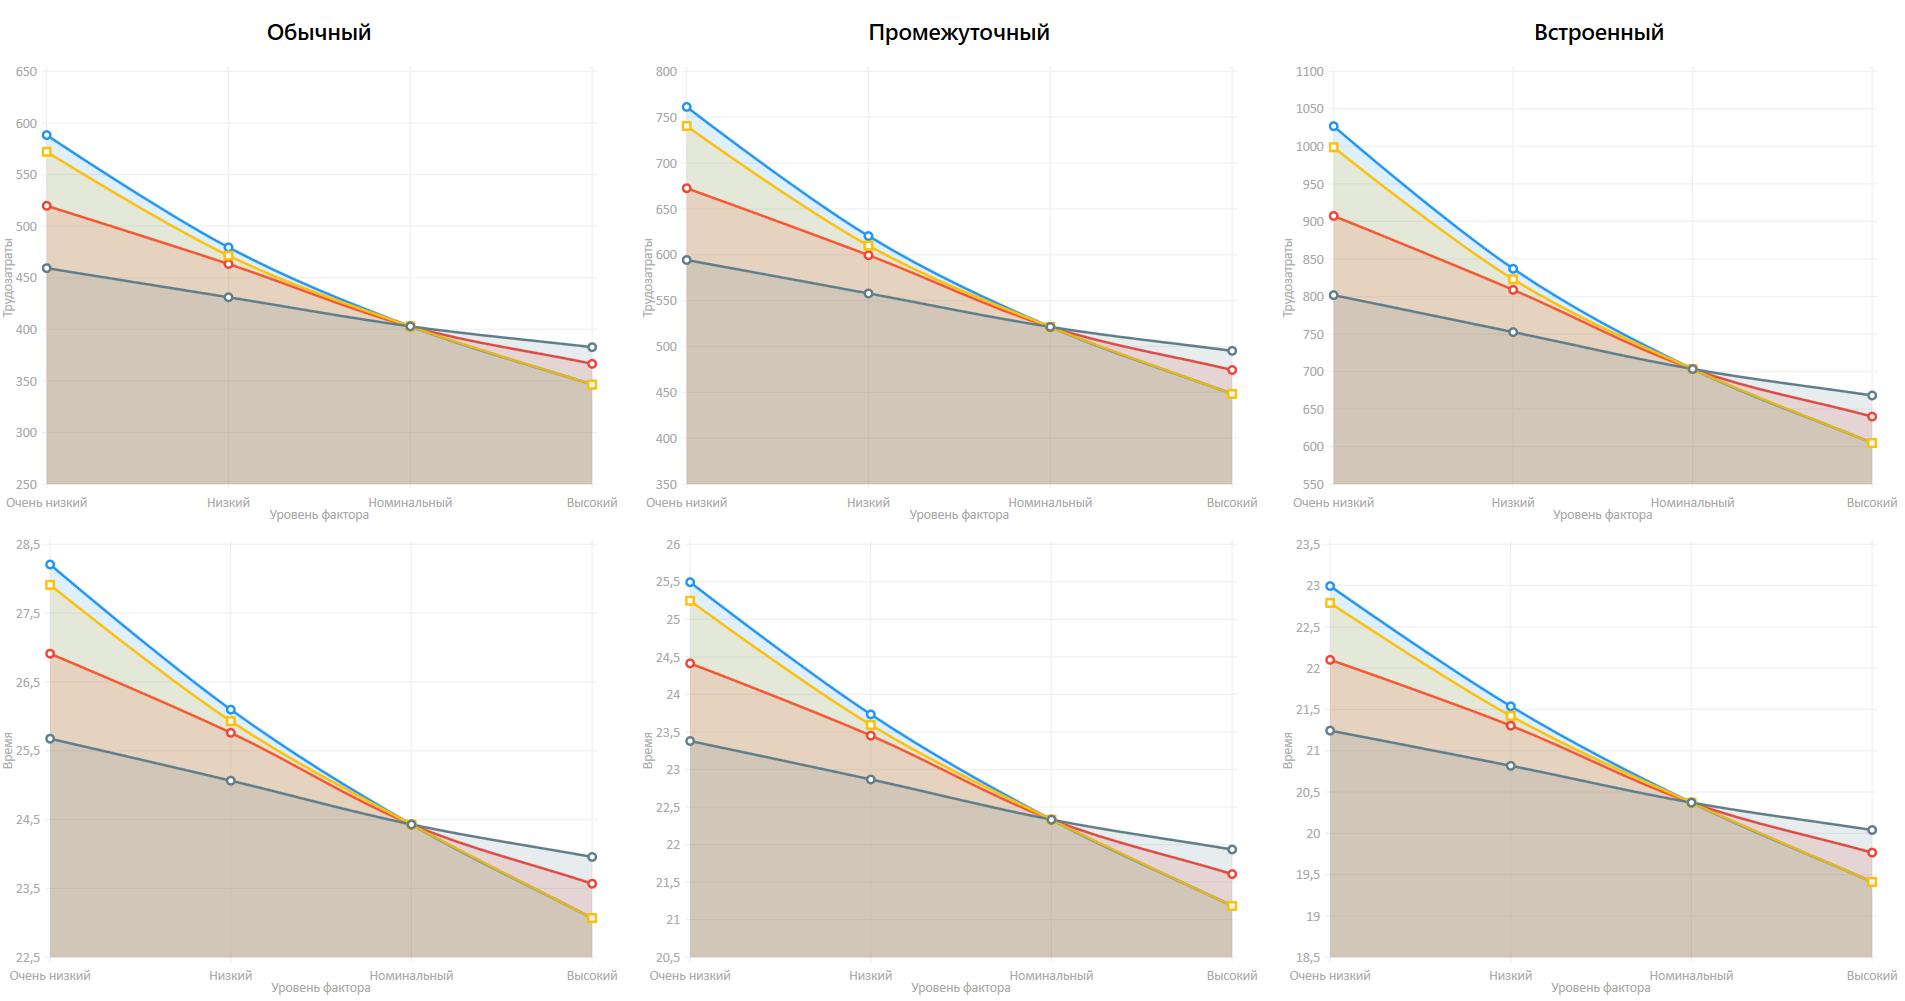 Обычный
Промежуточный
Встроенный
650
600
550
500
450
400
350
300
250
Трудозатраты
Очень низкий
Низкий
Номинальный
Высокий
Уровень фактора
800
750
700
650
600
550
500
450
400
350
Трудозатраты
Очень низкий
Низкий
Номинальный
Высокий
Уровень фактора
1100
1050
1000
950
900
850
800
750
700
650
600
550
Трудозатраты
Очень низкий
Низкий
Номинальный
Высокий
Уровень фактора
28,5
27,5
26,5
25,5
24,5
23,5
22,5
Время
Очень низкий
Низкий
Номинальный
Высокий
Уровень фактора
26
25,5
25
24,5
24
23,5
23
22,5
22
21,5
21
20,5
Время
Очень низкий
Низкий
Номинальный
Высокий
Уровень фактора
23,5
23
22,5
22
21,5
21
20,5
20
19,5
19
18,5
Время
Очень низкий
Низкий
Номинальный
Высокий
Уровень фактора